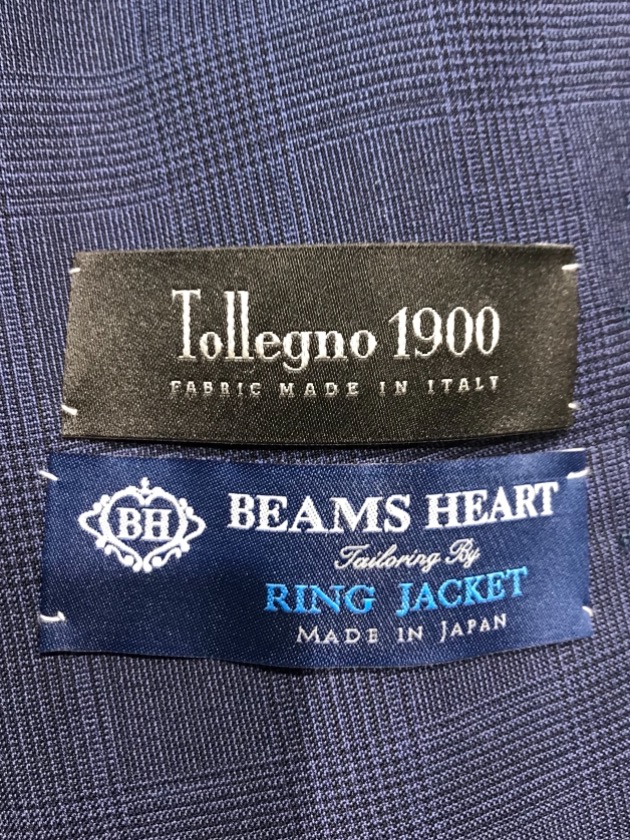 Tollegno 1900
FABRIC MADE IN ITALY
BH
BEAMS HEART
Tailoring By
RING JACKET
MADE IN JAPAN